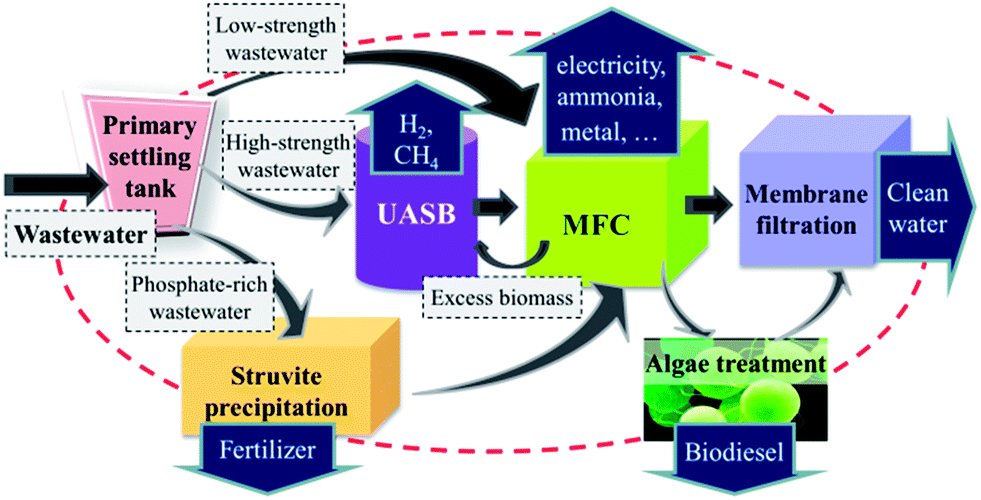 Low-strength
wastewater
electricity,
ammonia,
metal, …
Primary
settling
tank
High-strength
wastewater
H₂,
CH₄
UASB
MFC
Membrane
filtration
Clean
water
Wastewater
Phosphate-rich
wastewater
Excess biomass
Struvite
precipitation
Algae treatment
Fertilizer
Biodiesel